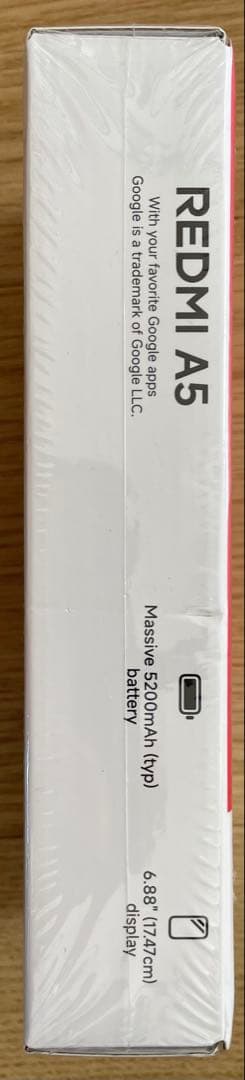 REDMI A5
With your favorite Google apps
Google is a trademark of Google LLC.
Massive 5200mAh (typ)
battery
6.88" (17.47cm)
display